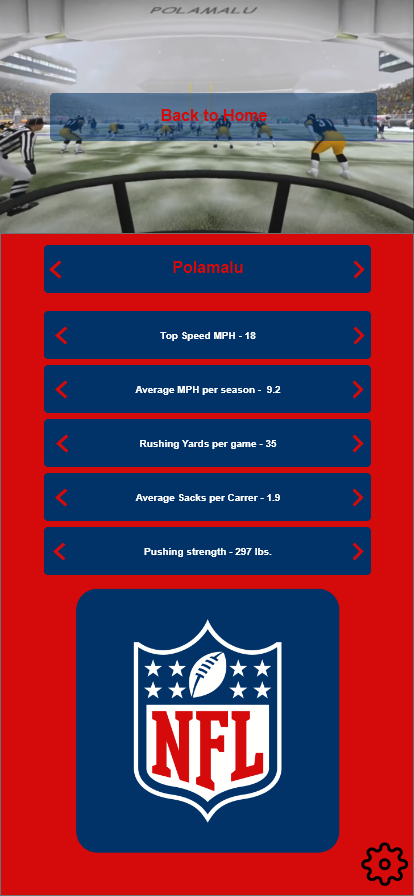 POLAMALU
Back to Home
Polamalu
Top Speed MPH - 18
Average MPH per season - 9.2
Rushing Yards per game - 35
Average Sacks per Carrer - 1.9
Pushing strength - 297 lbs.
NFL